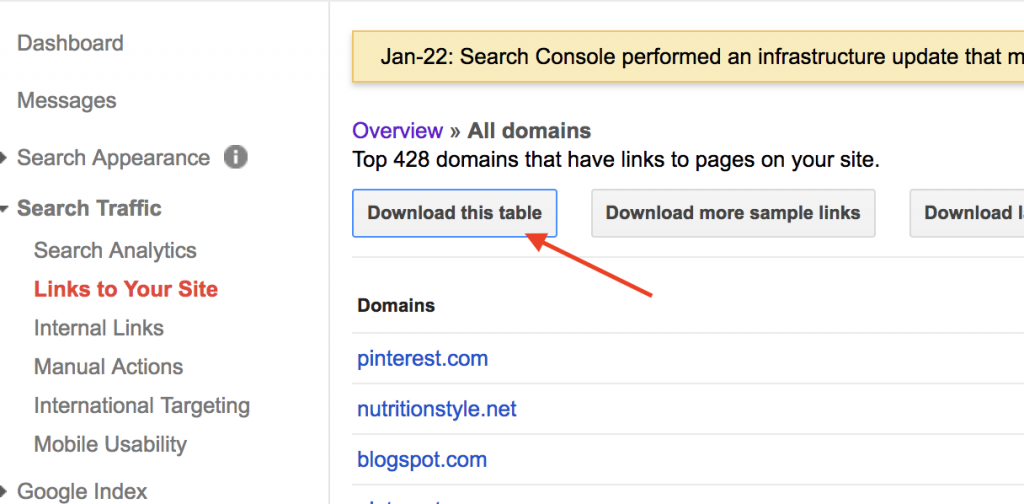 Dashboard
Messages
Search Appearance
Search Traffic
Search Analytics
Links to Your Site
Internal Links
Manual Actions
International Targeting
Mobile Usability
Google Index
Jan-22: Search Console performed an infrastructure update that
Overview » All domains
Top 428 domains that have links to pages on your site.
Download this table
Download more sample links
Download
Domains
pinterest.com
nutritionstyle.net
blogspot.com